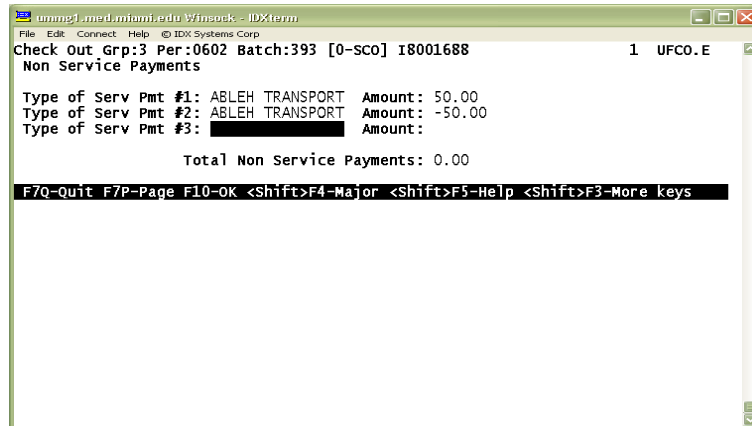 ummg1.med.miami.edu Winsock - IDXterm
File Edit Connect Help © IDX Systems Corp
Check Out Grp:3 Per:0602 Batch:393 [0-SCO] I8001688 1 UFCO.E
Non Service Payments
Type of Serv Pmt #1: ABLEH TRANSPORT Amount: 50.00
Type of Serv Pmt #2: ABLEH TRANSPORT Amount: -50.00
Type of Serv Pmt #3: Amount:
Total Non Service Payments: 0.00
F7Q-Quit F7P-Page F10-OK <Shift>F4-Major <Shift>F5-Help <Shift>F3-More keys